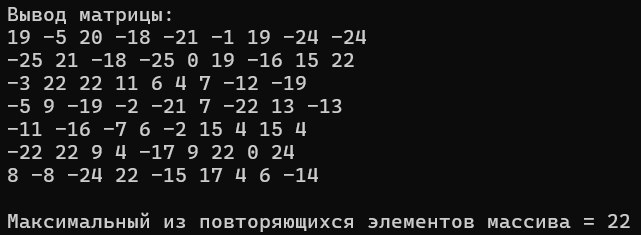 Вывод матрицы:
19 -5 20 -18 -21 -1 19 -24 -24
-25 21 -18 -25 0 19 -16 15 22
-3 22 22 11 6 4 7 -12 -19
-5 9 -19 -2 -21 7 -22 13 -13
-11 -16 -7 6 -2 15 4 15 4
-22 22 9 4 -17 9 22 0 24
8 -8 -24 22 -15 17 4 6 -14
Максимальный из повторяющихся элементов массива = 22